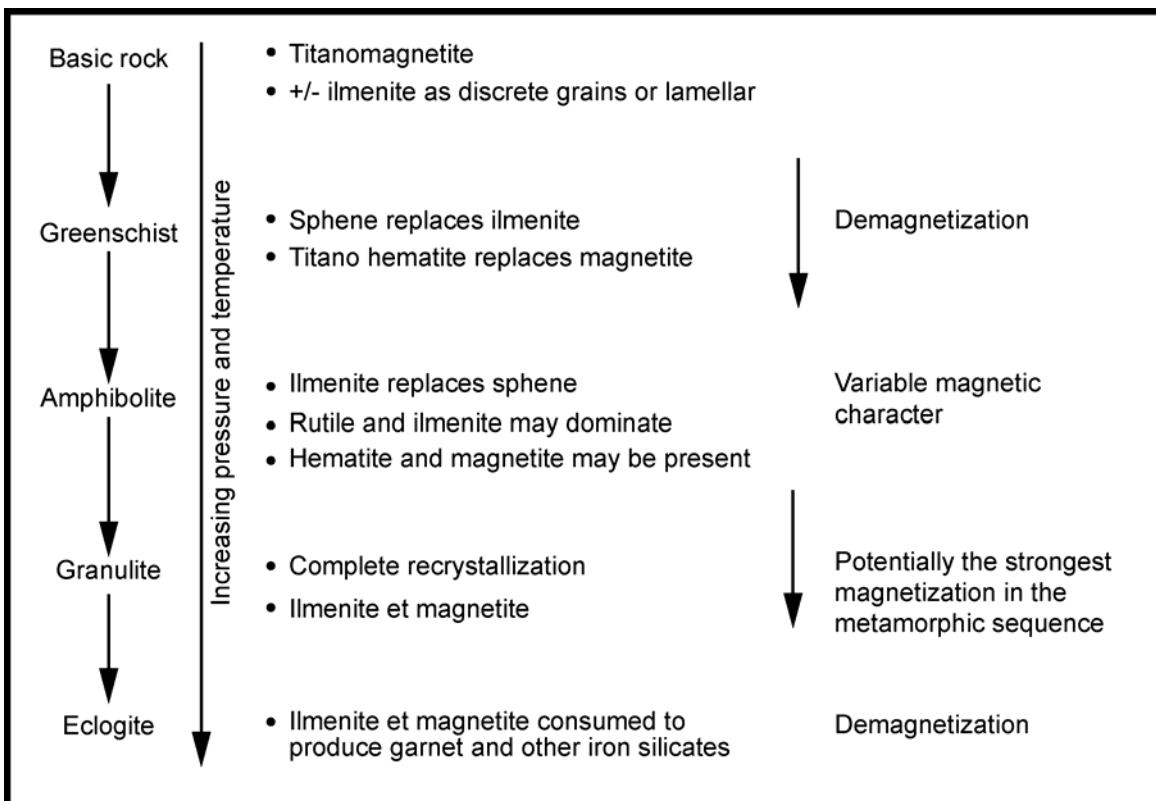 Basic rock
• Titanomagnetite
• +/- ilmenite as discrete grains or lamellar
Increasing pressure and temperature
Greenschist
• Sphene replaces ilmenite
• Titano hematite replaces magnetite
Demagnetization
Amphibolite
• Ilmenite replaces sphene
• Rutile and ilmenite may dominate
• Hematite and magnetite may be present
Variable magnetic
character
Granulite
• Complete recrystallization
• Ilmenite et magnetite
Potentially the strongest
magnetization in the
metamorphic sequence
Eclogite
• Ilmenite et magnetite consumed to
produce garnet and other iron silicates
Demagnetization